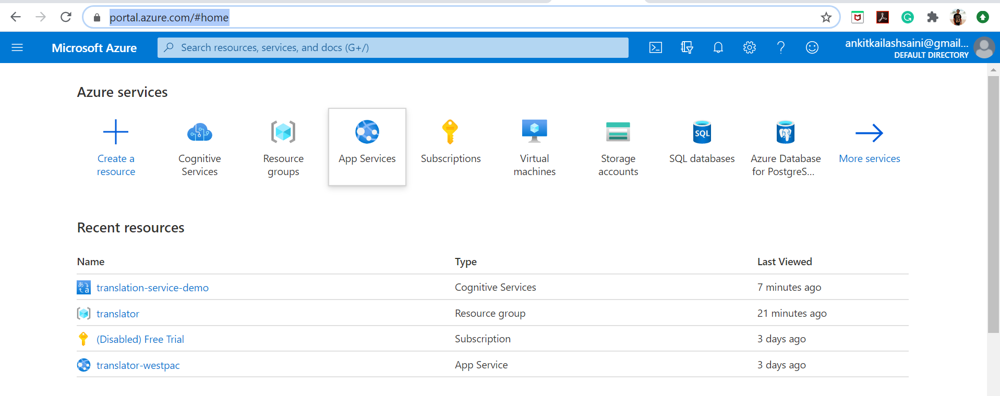 portal.azure.com/#home
Microsoft Azure
Search resources, services, and docs (G+/)
ankitkailashsaini@gmail...
DEFAULT DIRECTORY
Azure services
Create a
resource
Cognitive
Services
Resource
groups
App Services
Subscriptions
Virtual
machines
Storage
accounts
SQL
SQL databases
Azure Database
for PostgreS...
More services
Recent resources
Name Type Last Viewed
translation-service-demo Cognitive Services 7 minutes ago
translator Resource group 21 minutes ago
(Disabled) Free Trial Subscription 3 days ago
translator-westpac App Service 3 days ago